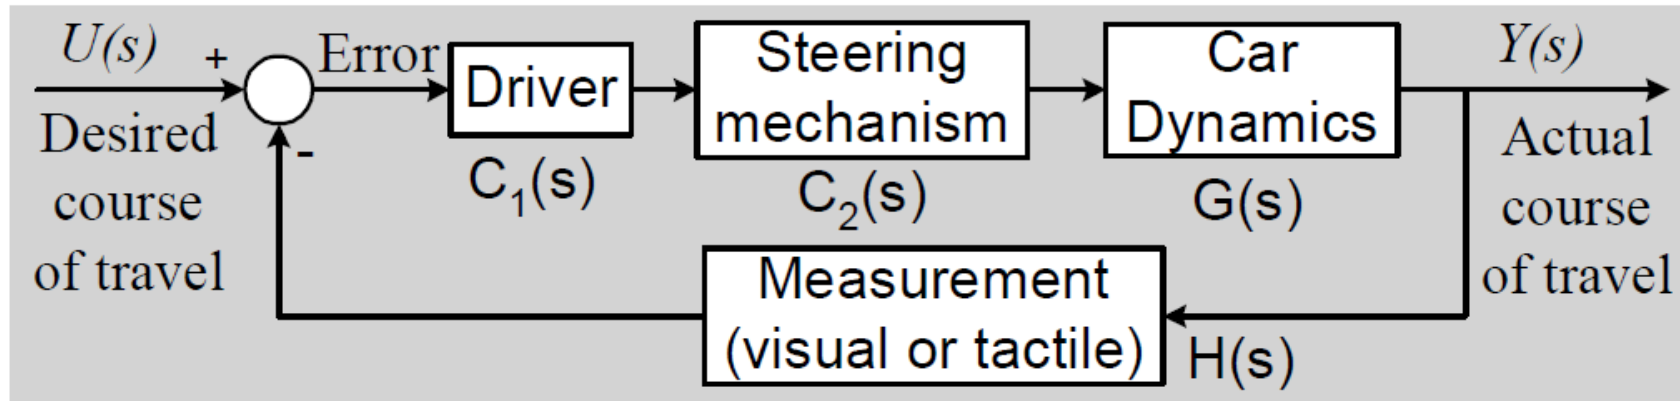 U(s)
+
Error
Driver
Steering
mechanism
Car
Dynamics
Y(s)
Desired
course
of travel
-
C₁(s)
C₂(s)
G(s)
Actual
course
of travel
Measurement
(visual or tactile)
H(s)